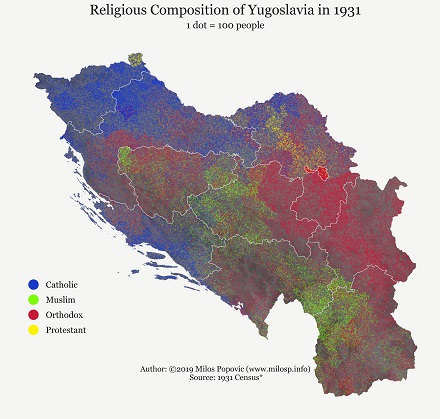 Religious Composition of Yugoslavia in 1931
1 dot = 100 people
Catholic
Muslim
Orthodox
Protestant
Author: ©2019 Milos Popovic (www.milosp.info)
Source: 1931 Census*